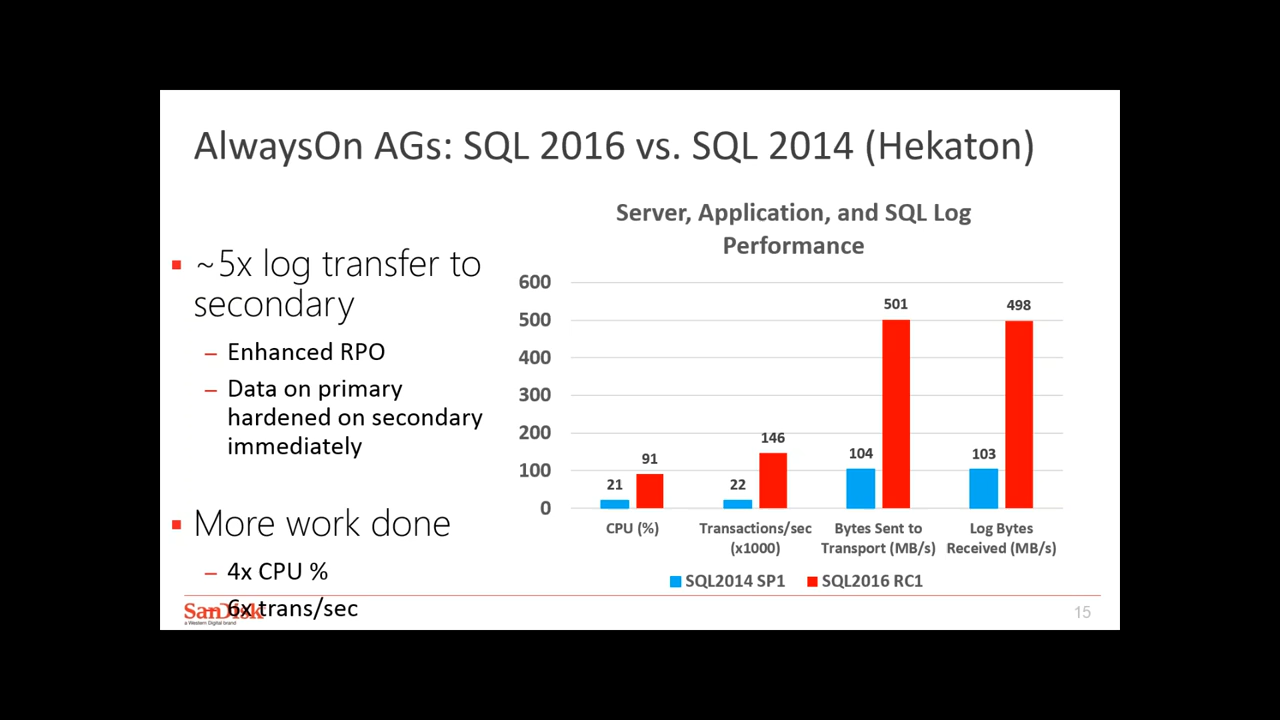 AlwaysOn AGs: SQL 2016 vs. SQL 2014 (Hekaton)
~5x log transfer to
secondary
– Enhanced RPO
– Data on primary
hardened on secondary
immediately
More work done
– 4x CPU %
– 6x trans/sec
Server, Application, and SQL Log
Performance
600
500
400
300
200
100
0
21
91
22
146
104
501
103
498
CPU (%)
Transactions/sec
(x1000)
Bytes Sent to
Transport (MB/s)
Log Bytes
Received (MB/s)
SQL2014 SP1
SQL2016 RC1
SanDisk
a Western Digital brand
15